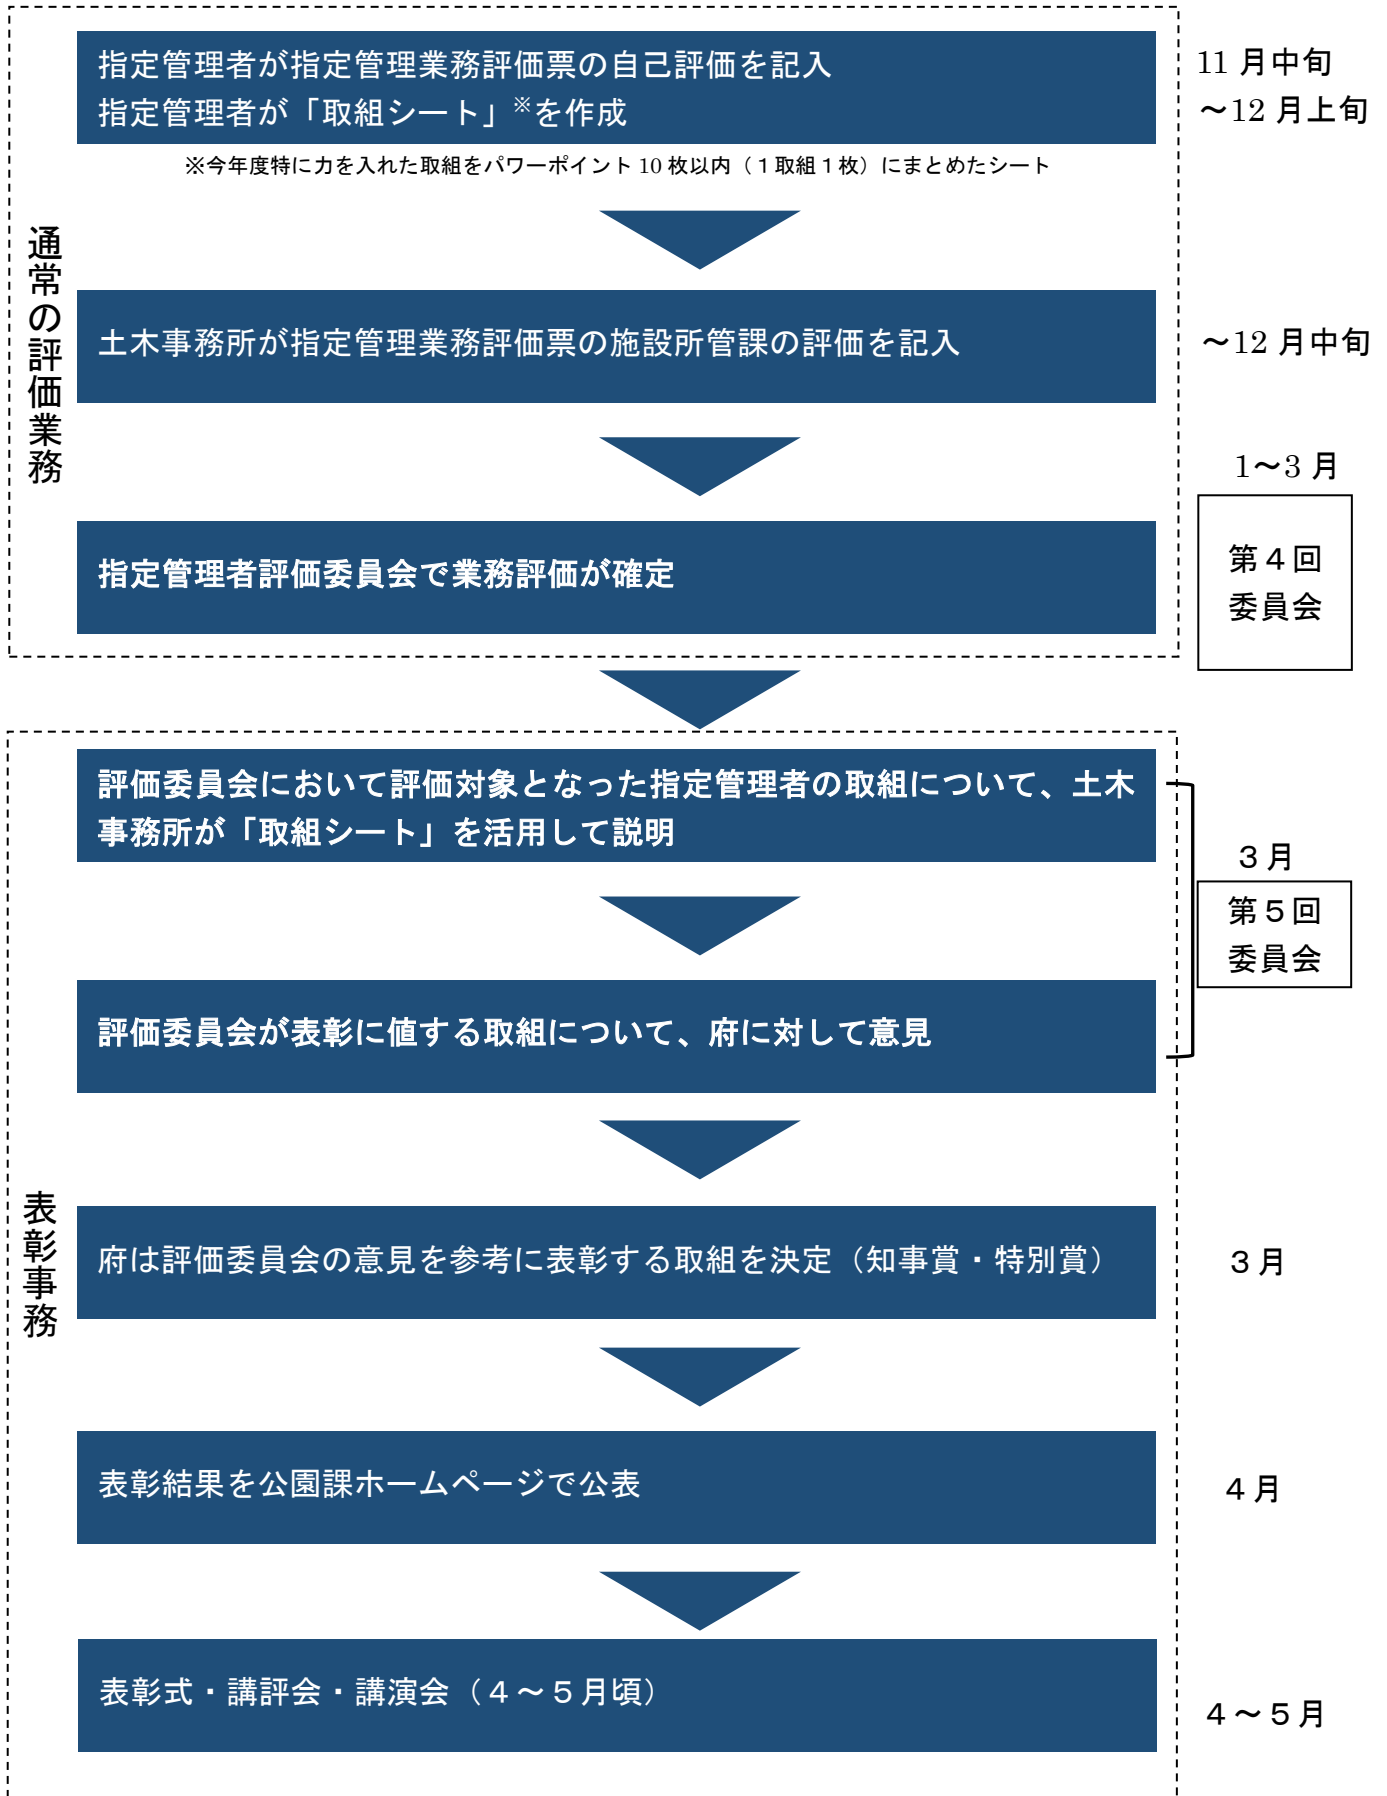 指定管理者が指定管理業務評価票の自己評価を記入
指定管理者が「取組シート」※を作成
11 月中旬
～12 月上旬
※今年度特に力を入れた取組をパワーポイント 10 枚以内（１取組１枚）にまとめたシート
通常の評価業務
土木事務所が指定管理業務評価票の施設所管課の評価を記入
～12 月中旬
1～3 月
指定管理者評価委員会で業務評価が確定
第４回
委員会
評価委員会において評価対象となった指定管理者の取組について、土木
事務所が「取組シート」を活用して説明
３月
第５回
委員会
評価委員会が表彰に値する取組について、府に対して意見
表彰事務
府は評価委員会の意見を参考に表彰する取組を決定（知事賞・特別賞）
３月
表彰結果を公園課ホームページで公表
４月
表彰式・講評会・講演会（４～５月頃）
４～５月